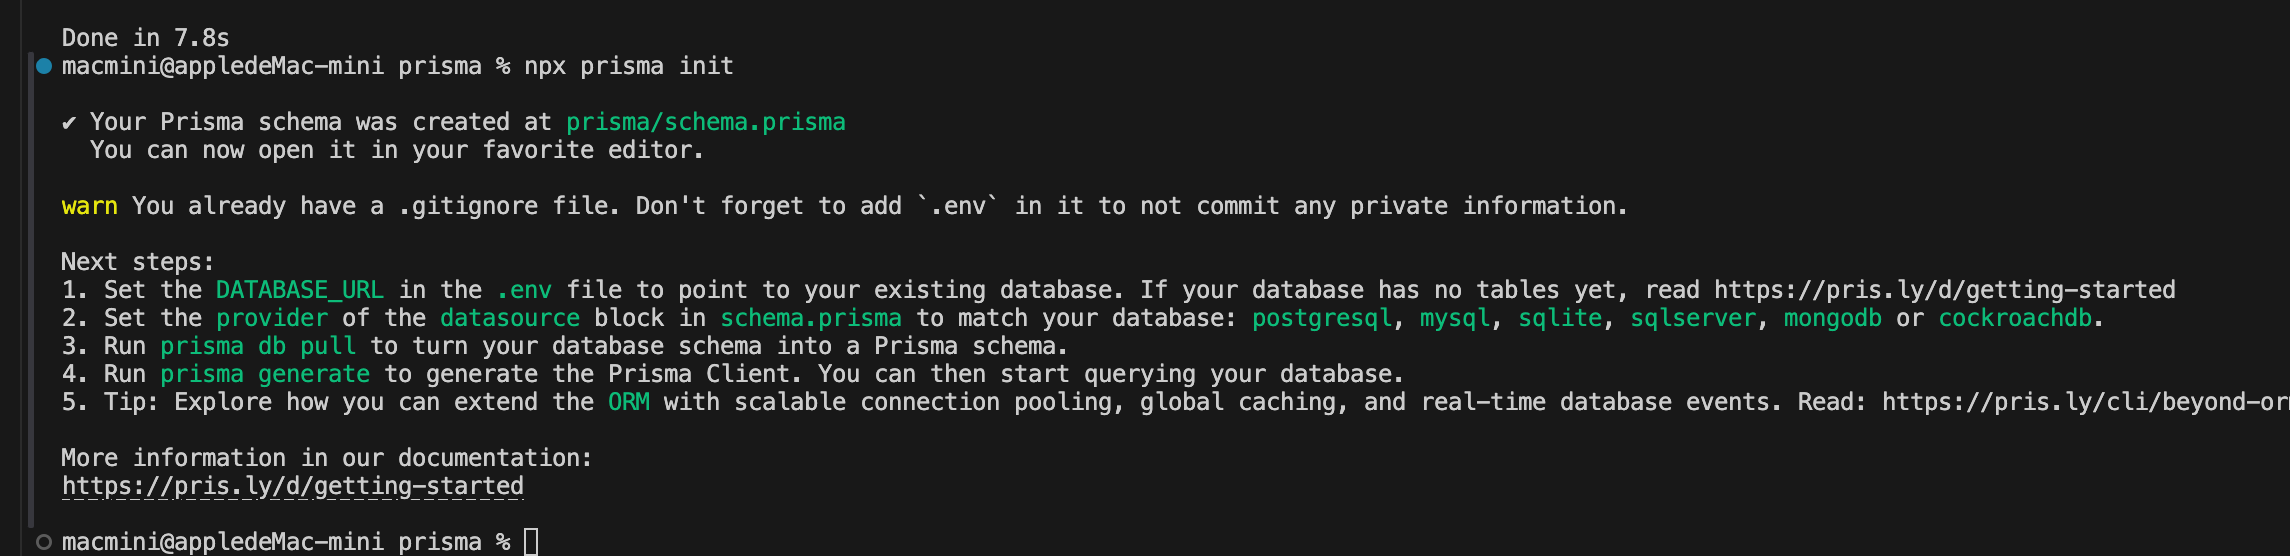 Done in 7.8s
macmini@appledeMac-mini prisma % npx prisma init
✔ Your Prisma schema was created at prisma/schema.prisma
You can now open it in your favorite editor.
warn You already have a .gitignore file. Don't forget to add `.env` in it to not commit any private information.
Next steps:
1. Set the DATABASE_URL in the .env file to point to your existing database. If your database has no tables yet, read https://pris.ly/d/getting-started
2. Set the provider of the datasource block in schema.prisma to match your database: postgresql, mysql, sqlite, sqlserver, mongodb or cockroachdb.
3. Run prisma db pull to turn your database schema into a Prisma schema.
4. Run prisma generate to generate the Prisma Client. You can then start querying your database.
5. Tip: Explore how you can extend the ORM with scalable connection pooling, global caching, and real-time database events. Read: https://pris.ly/cli/beyond-or
More information in our documentation:
https://pris.ly/d/getting-started
macmini@appledeMac-mini prisma %